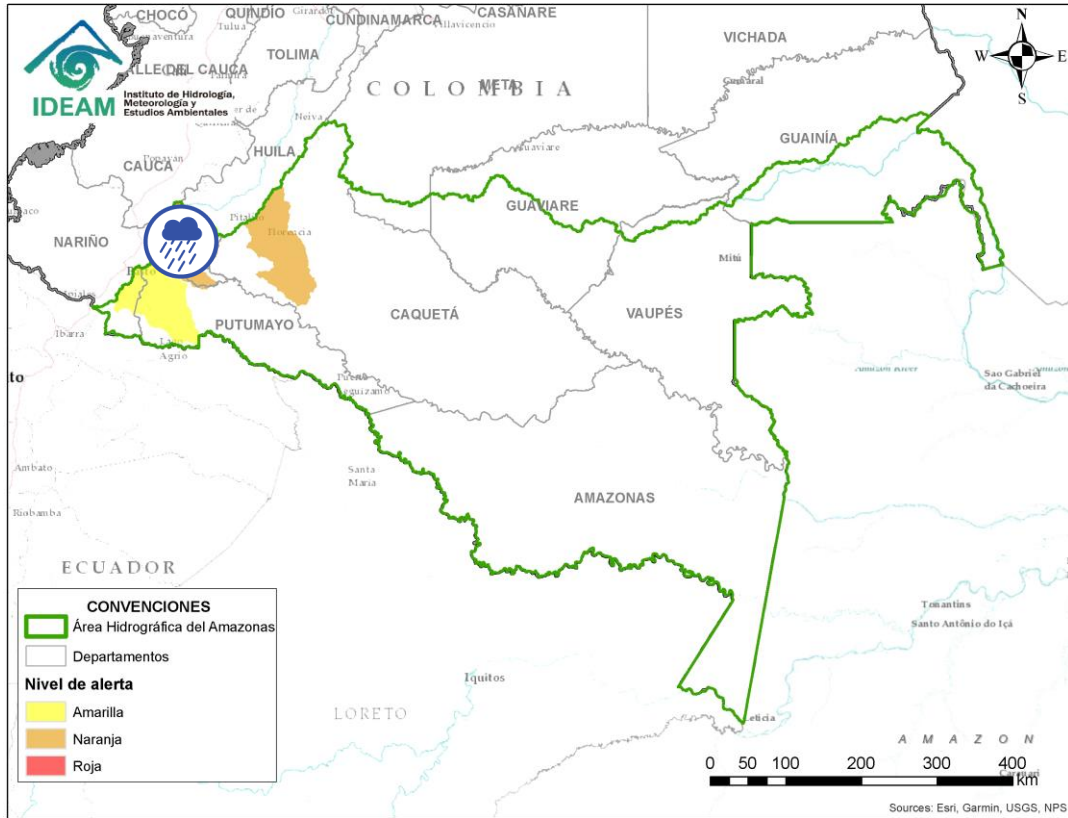 CHOCÓ
QUINDÍO
CUNDINAMARCA
CASANARE
VICHADA
TOLIMA
META
COLOMBIA
IDEAM
Instituto de Hidrología,
Meteorología y
Estudios Ambientales
N
W
E
S
Neiva
HUILA
CAUCA
GUAINÍA
GUAVIARE
NARIÑO
Florencia
Mitú
CAQUETÁ
VAUPÉS
PUTUMAYO
Ibarra
Agrio
Sao Gabriel
da Cachoeira
Ambato
Santa
Maria
Riobamba
AMAZONAS
ECUADOR
Tonantins
Santo Antônio do Içá
Iquitos
LORETO
Leticia
AMAZON
CONVENCIONES
Área Hidrográfica del Amazonas
Departamentos
Nivel de alerta
Amarilla
Naranja
Roja
0 50 100 200 300 400
km
Sources: Esri, Garmin, USGS, NPS